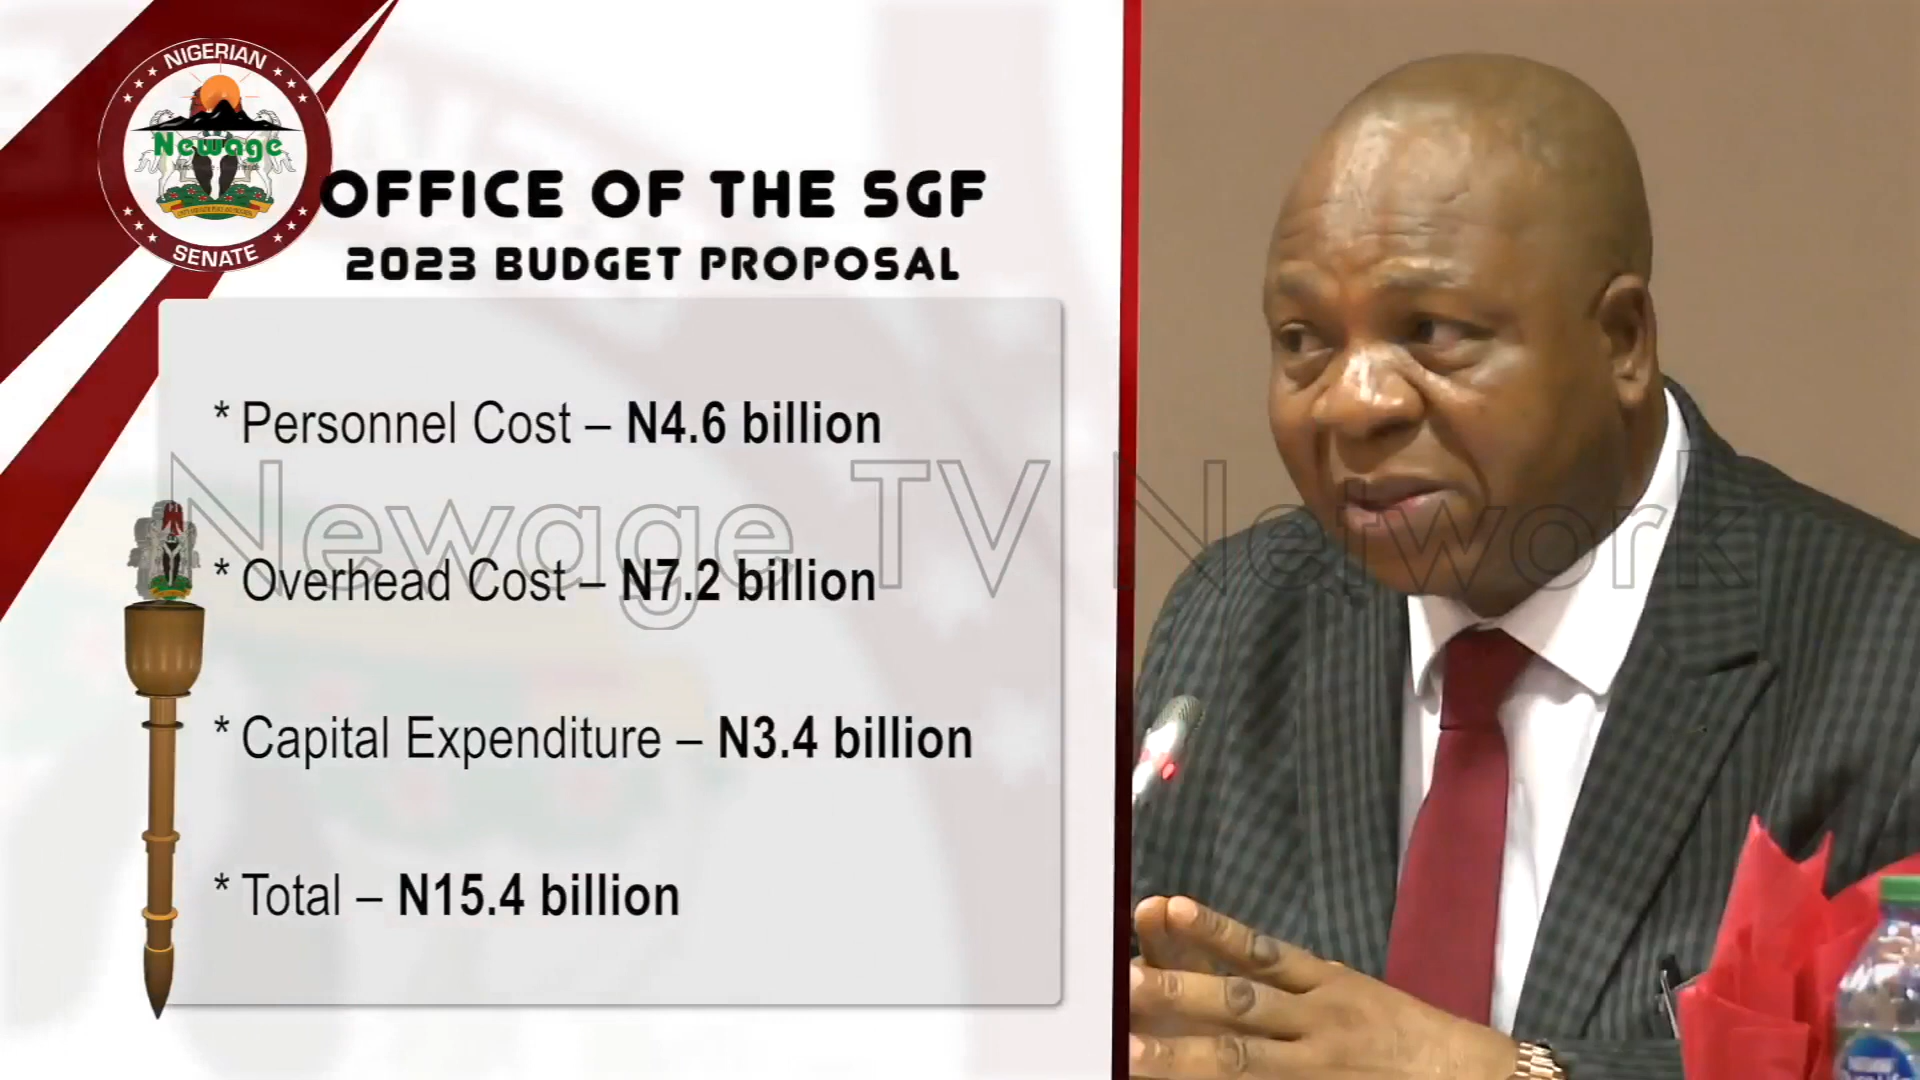 NIGERIAN
Newage
SENATE
OFFICE OF THE SGF
2023 BUDGET PROPOSAL
* Personnel Cost – N4.6 billion
Newage TV Network
* Overhead Cost – N7.2 billion
* Capital Expenditure – N3.4 billion
* Total – N15.4 billion